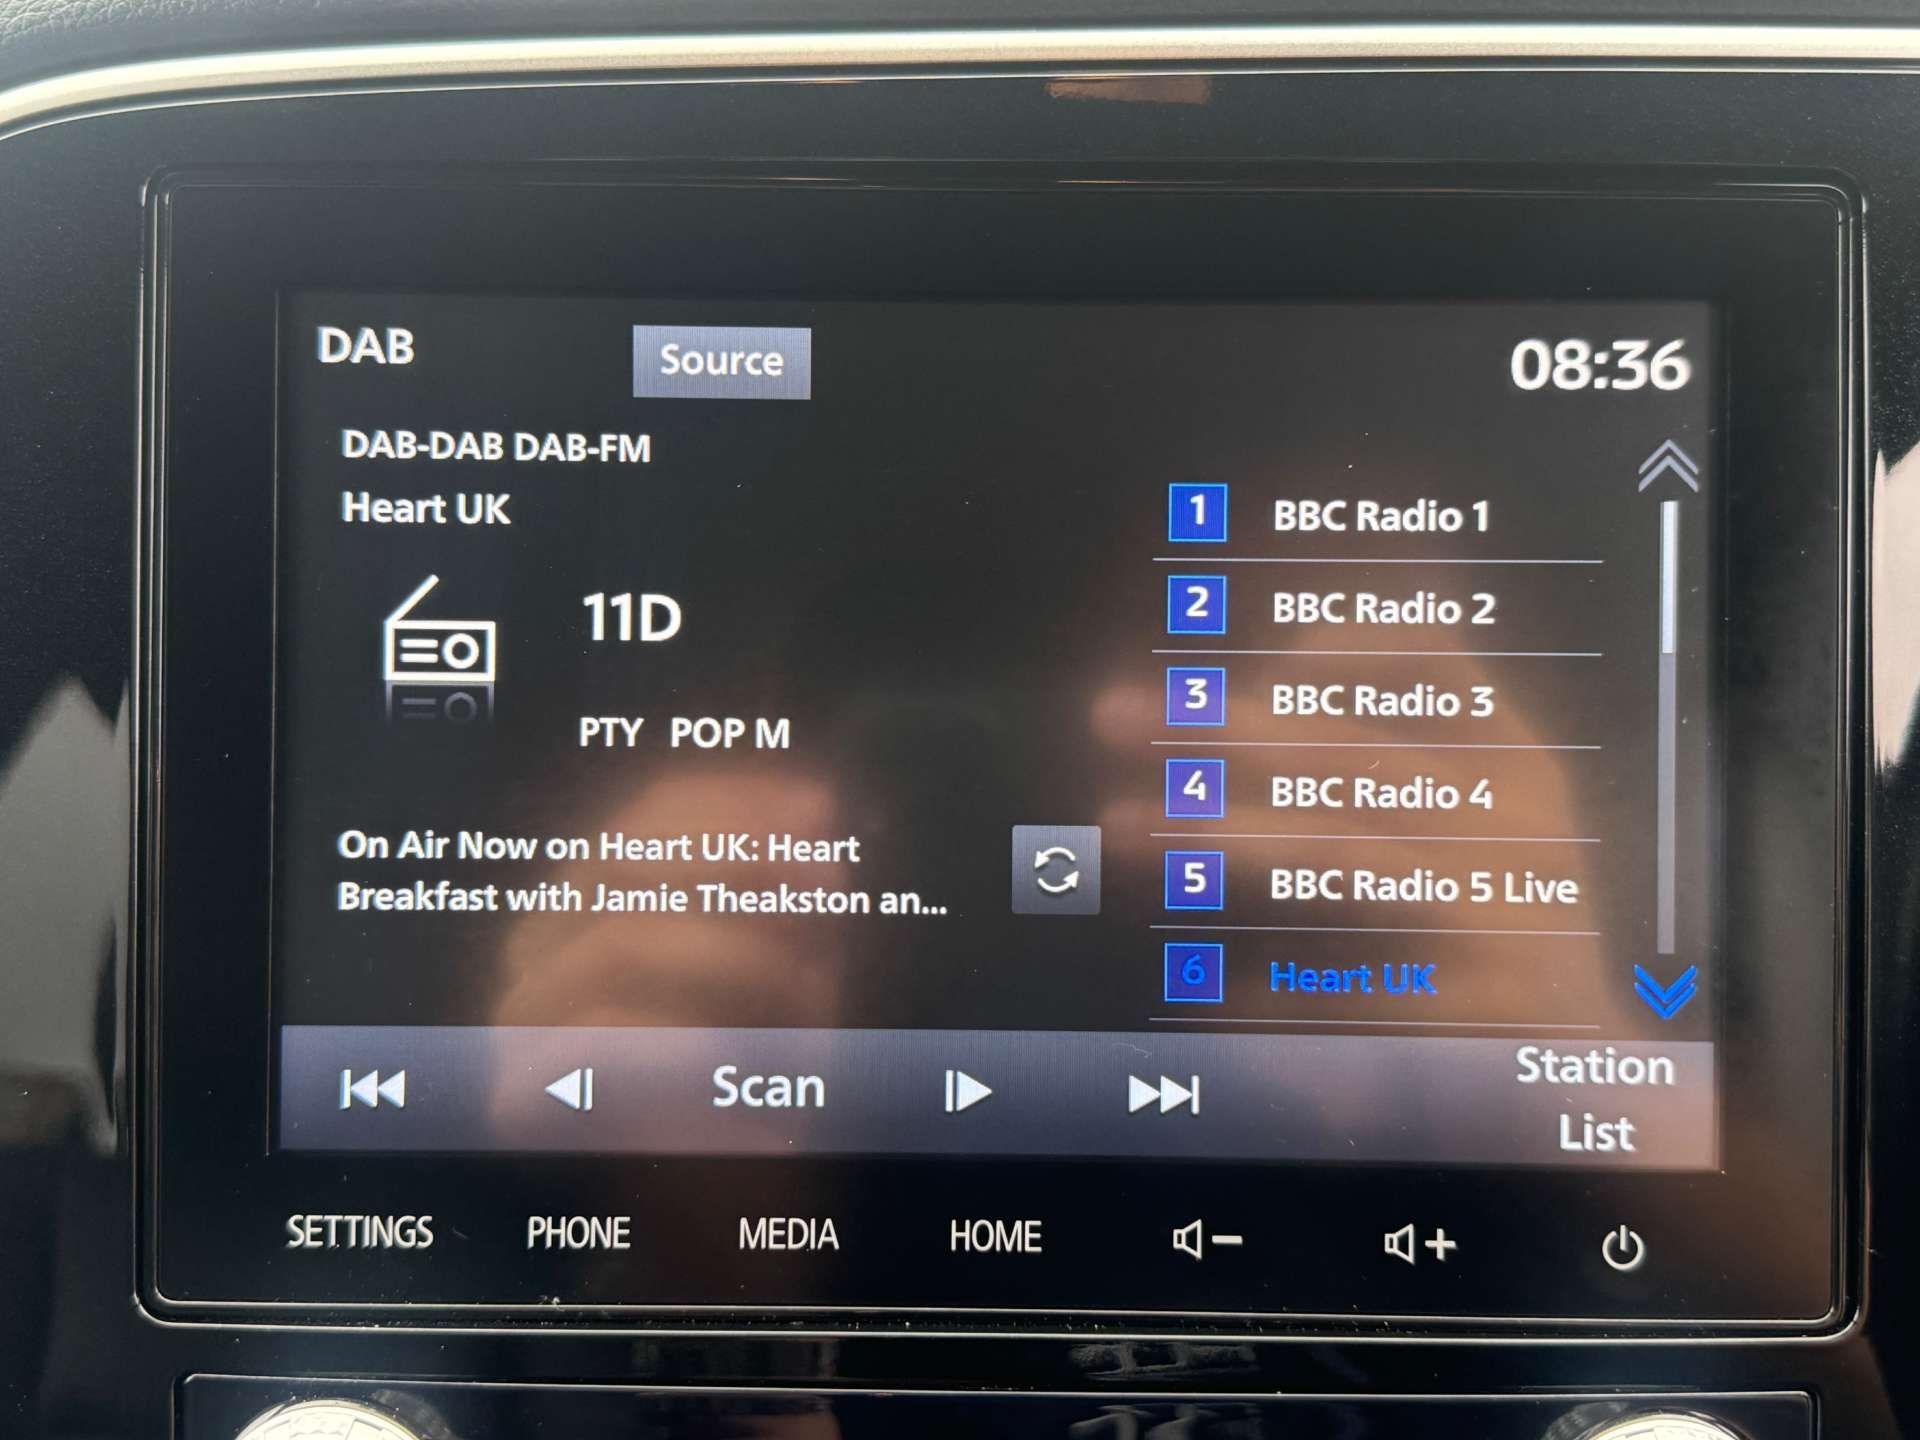 DAB
Source
08:36
DAB-DAB DAB-FM
Heart UK
11D
PTY POP M
On Air Now on Heart UK: Heart
Breakfast with Jamie Theakston an...
1 BBC Radio 1
2 BBC Radio 2
3 BBC Radio 3
4 BBC Radio 4
5 BBC Radio 5 Live
6 Heart UK
Scan
Station
List
SETTINGS PHONE MEDIA HOME